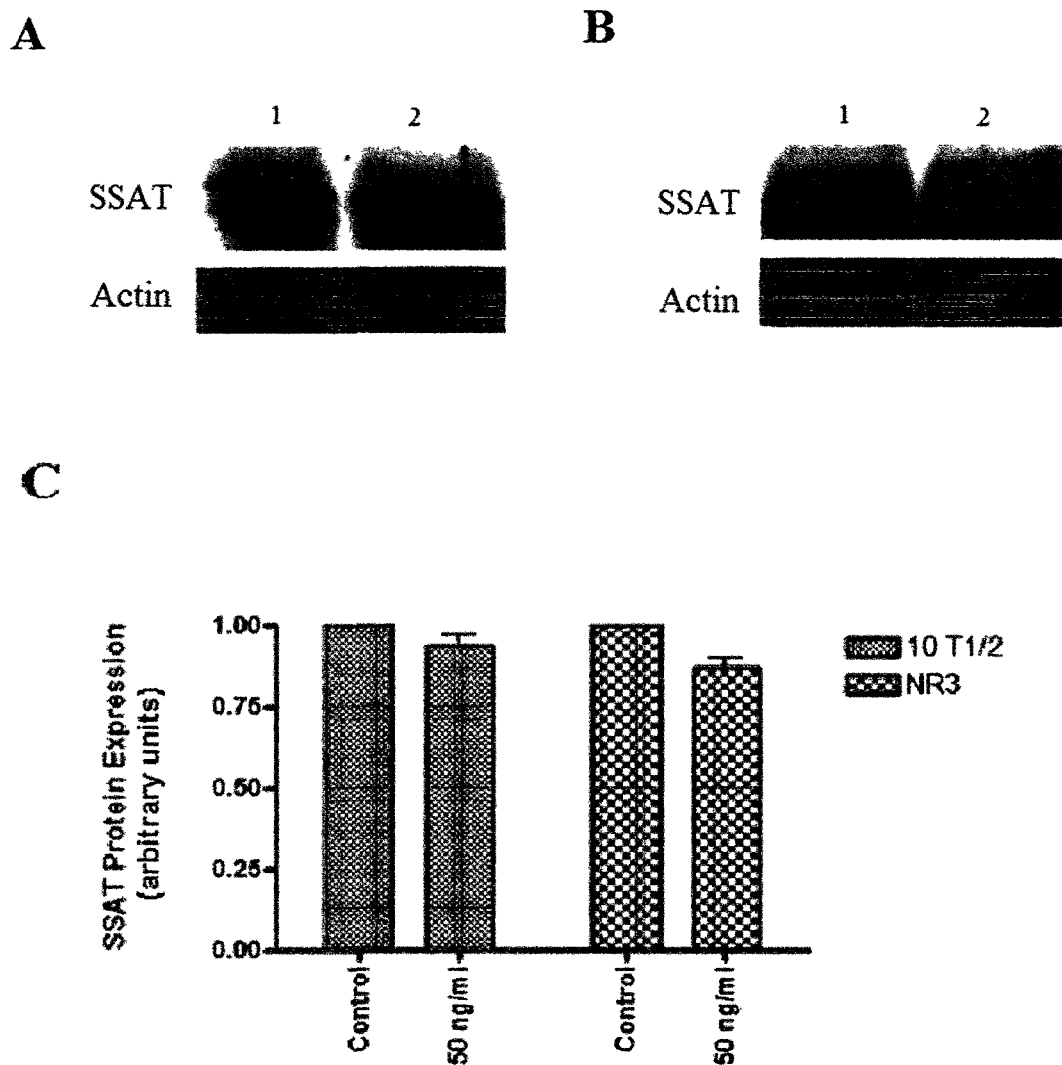 A
B
1 2
SSAT
Actin
1 2
SSAT
Actin
C
SSAT Protein Expression
(arbitrary units)
1.00
0.75
0.50
0.25
0.00
Control
50 ng/ml
Control
50 ng/ml
10 T1/2
NR3